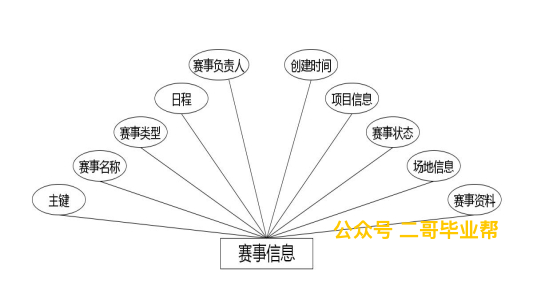 赛事负责人
创建时间
日程
项目信息
赛事类型
赛事状态
赛事名称
场地信息
主键
赛事资料
公众号 二哥毕业帮
赛事信息